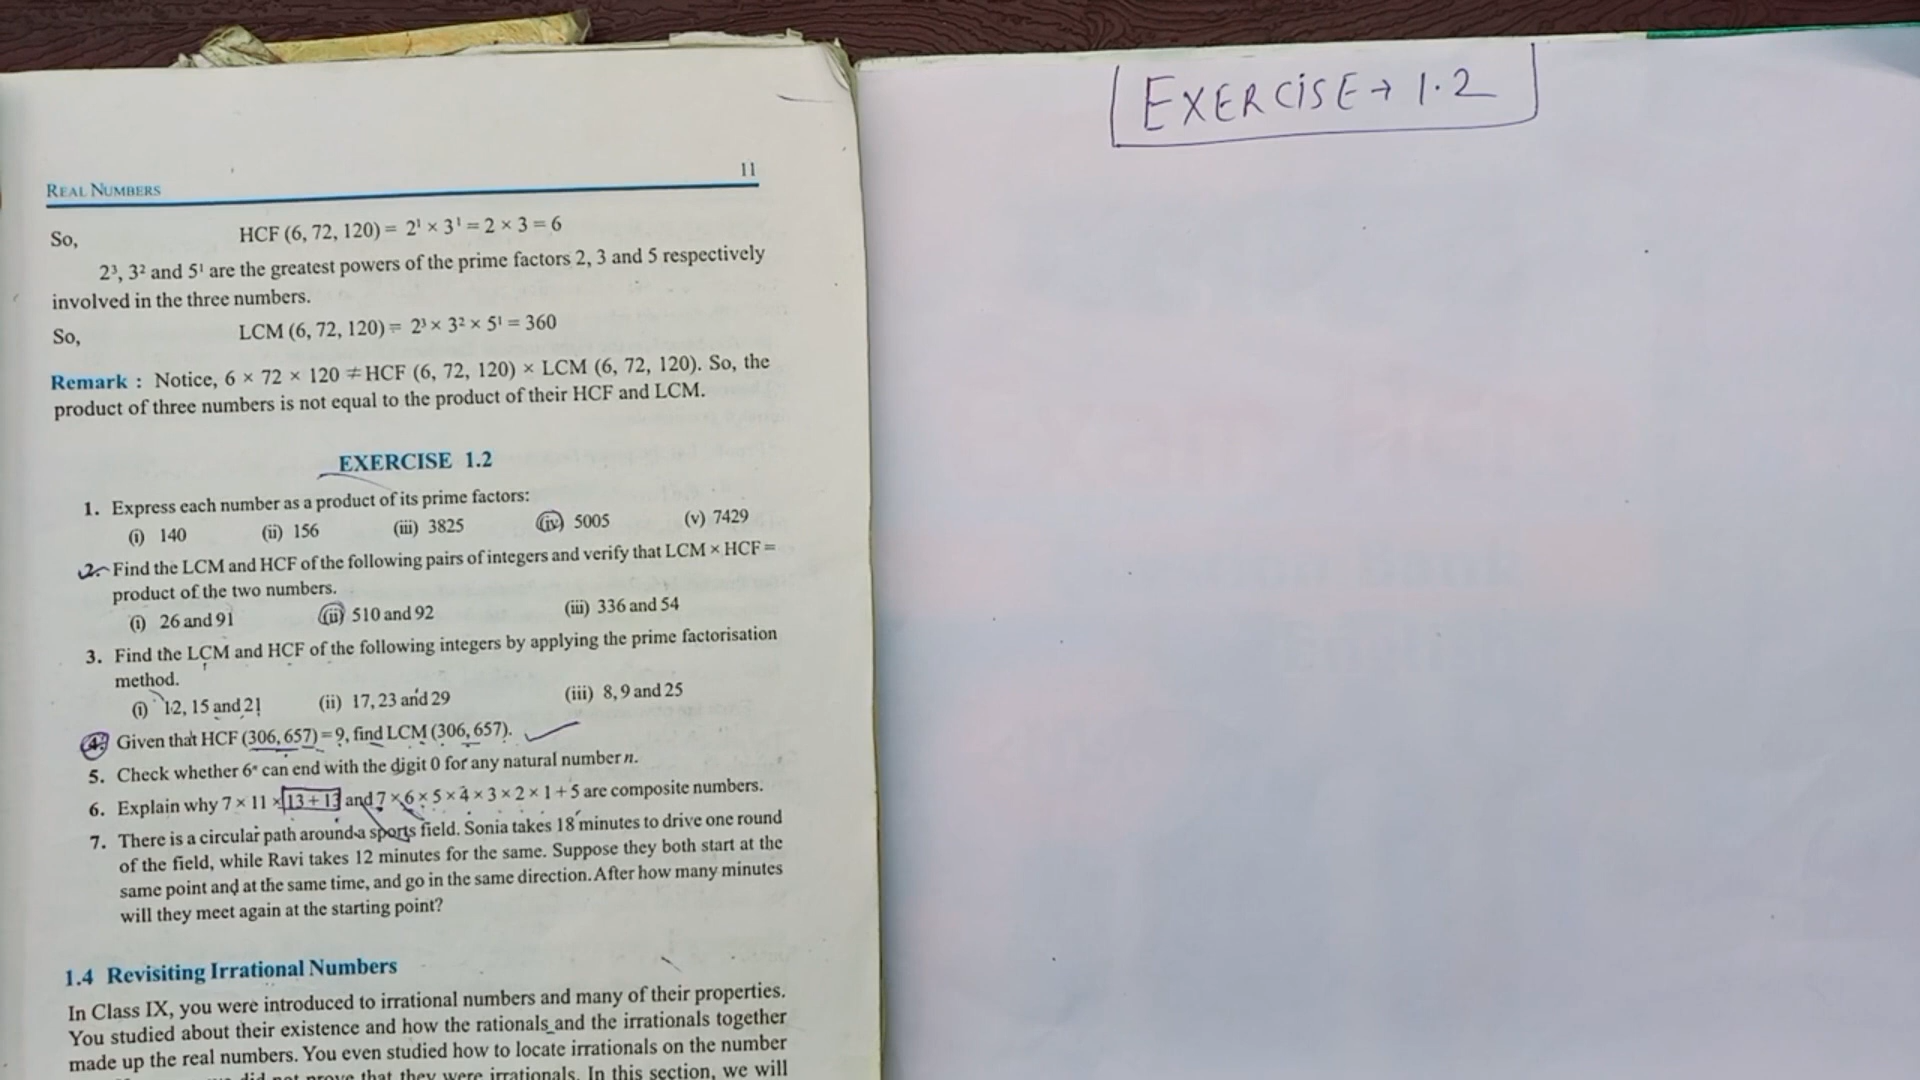 EXERCISE → 1.2
REAL NUMBERS
11
So, HCF (6, 72, 120) = 2¹ × 3¹ = 2 × 3 = 6
2³, 3² and 5¹ are the greatest powers of the prime factors 2, 3 and 5 respectively
involved in the three numbers.
So, LCM (6, 72, 120) = 2³ × 3² × 5¹ = 360
Remark : Notice, 6 × 72 × 120 ≠ HCF (6, 72, 120) × LCM (6, 72, 120). So, the
product of three numbers is not equal to the product of their HCF and LCM.
EXERCISE 1.2
1. Express each number as a product of its prime factors:
(i) 140 (ii) 156 (iii) 3825 (iv) 5005 (v) 7429
2. Find the LCM and HCF of the following pairs of integers and verify that LCM × HCF =
product of the two numbers.
(i) 26 and 91 (ii) 510 and 92 (iii) 336 and 54
3. Find the LCM and HCF of the following integers by applying the prime factorisation
method.
(i) 12, 15 and 21 (ii) 17, 23 and 29 (iii) 8, 9 and 25
4. Given that HCF (306, 657) = 9, find LCM (306, 657).
5. Check whether 6ⁿ can end with the digit 0 for any natural number n.
6. Explain why 7 × 11 × 13 + 13 and 7 × 6 × 5 × 4 × 3 × 2 × 1 + 5 are composite numbers.
7. There is a circular path around a sports field. Sonia takes 18 minutes to drive one round
of the field, while Ravi takes 12 minutes for the same. Suppose they both start at the
same point and at the same time, and go in the same direction. After how many minutes
will they meet again at the starting point?
1.4 Revisiting Irrational Numbers
In Class IX, you were introduced to irrational numbers and many of their properties.
You studied about their existence and how the rationals and the irrationals together
made up the real numbers. You even studied how to locate irrationals on the number
did not prove that they were irrationals. In this section, we will